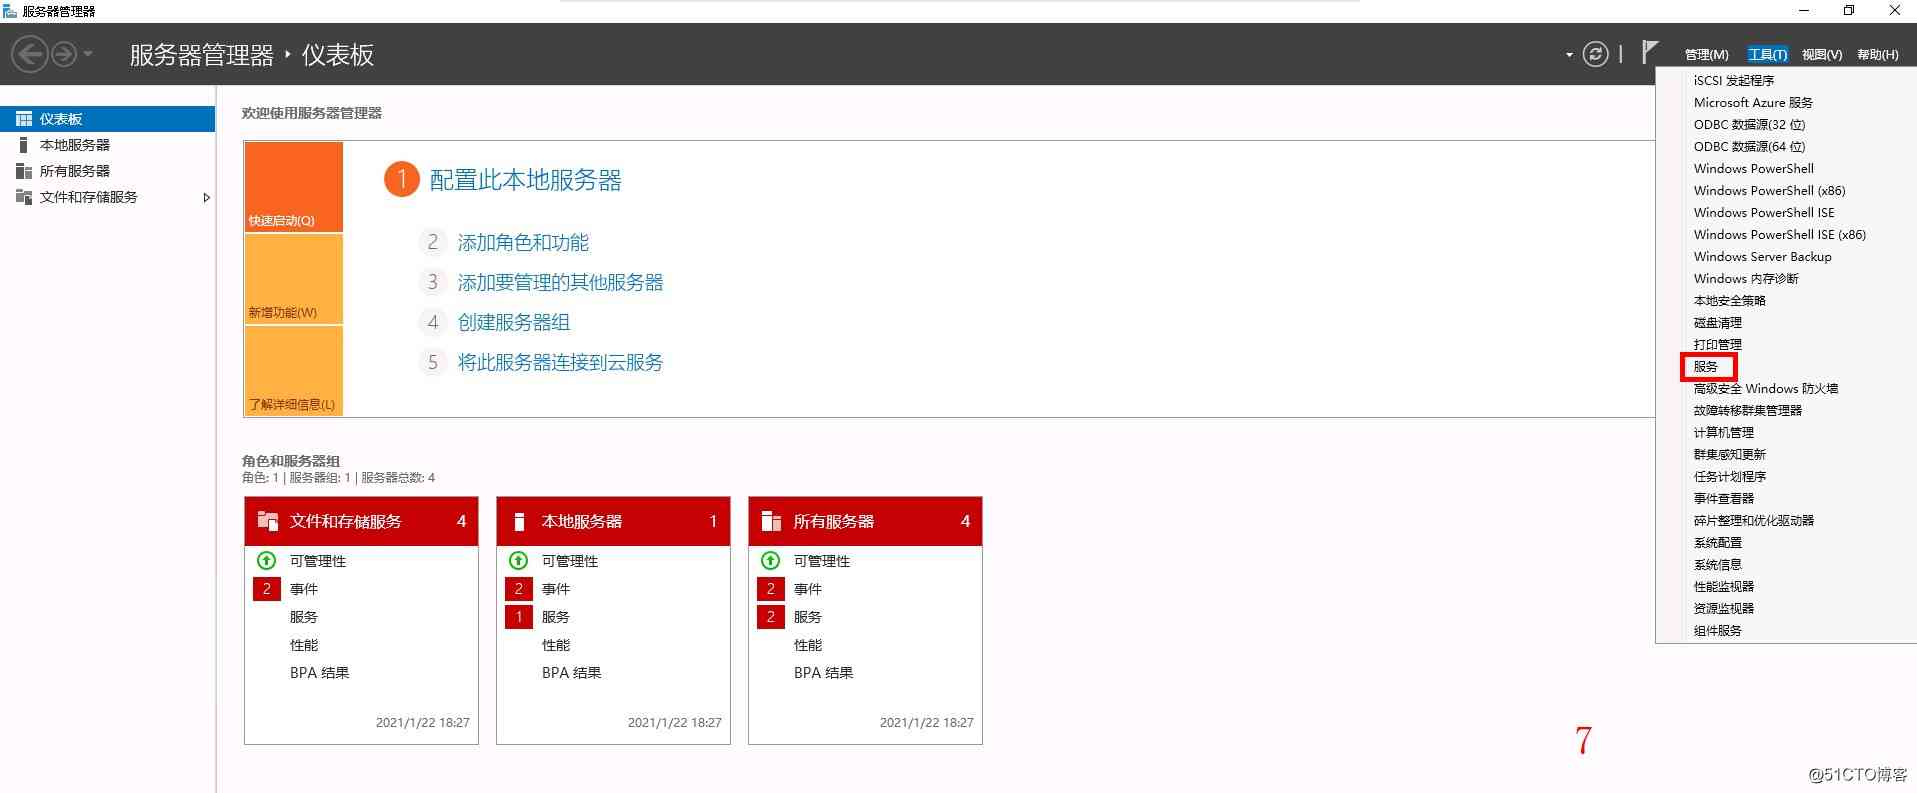 服务器管理器
服务器管理器 ‣ 仪表板
管理(M) 工具(T) 视图(V) 帮助(H)
仪表板
本地服务器
所有服务器
文件和存储服务
欢迎使用服务器管理器
快速启动(Q)
新增功能(W)
了解详细信息(L)
1 配置此本地服务器
2 添加角色和功能
3 添加要管理的其他服务器
4 创建服务器组
5 将此服务器连接到云服务
角色和服务器组
角色: 1 | 服务器组: 1 | 服务器总数: 4
文件和存储服务 4
可管理性
2 事件
服务
性能
BPA 结果
2021/1/22 18:27
本地服务器 1
可管理性
2 事件
1 服务
性能
BPA 结果
2021/1/22 18:27
所有服务器 4
可管理性
2 事件
2 服务
性能
BPA 结果
2021/1/22 18:27
iSCSI 发起程序
Microsoft Azure 服务
ODBC 数据源(32 位)
ODBC 数据源(64 位)
Windows PowerShell
Windows PowerShell (x86)
Windows PowerShell ISE
Windows PowerShell ISE (x86)
Windows Server Backup
Windows 内存诊断
本地安全策略
磁盘清理
打印管理
服务
高级安全 Windows 防火墙
故障转移群集管理器
计算机管理
群集感知更新
任务计划程序
事件查看器
碎片整理和优化驱动器
系统配置
系统信息
性能监视器
资源监视器
组件服务
7
@51CTO博客